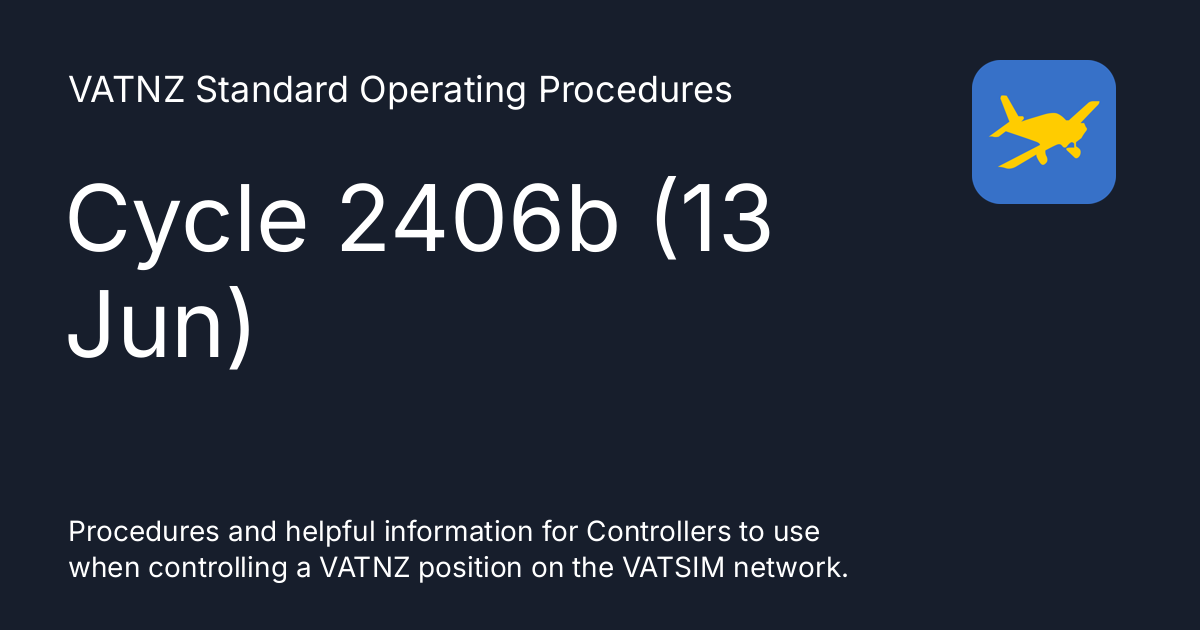 VATNZ Standard Operating Procedures
Cycle 2406b (13
Jun)
Procedures and helpful information for Controllers to use
when controlling a VATNZ position on the VATSIM network.